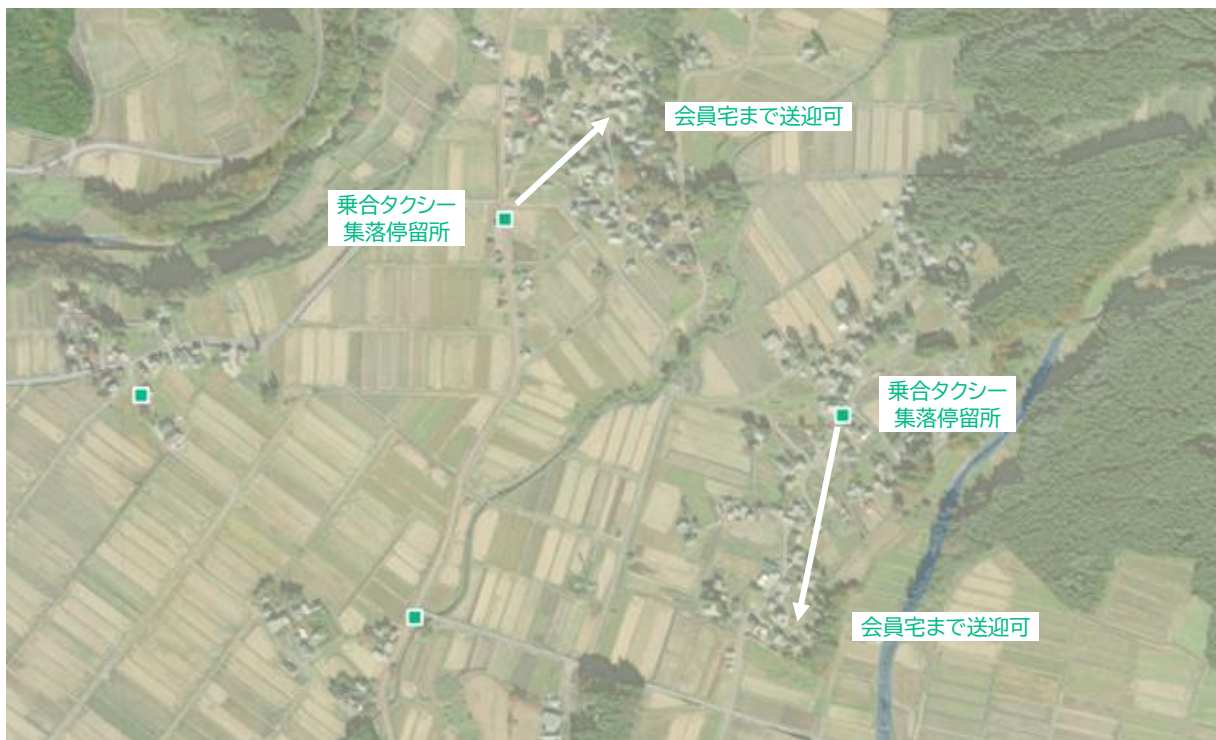 会員宅まで送迎可
乗合タクシー
集落停留所
乗合タクシー
集落停留所
会員宅まで送迎可